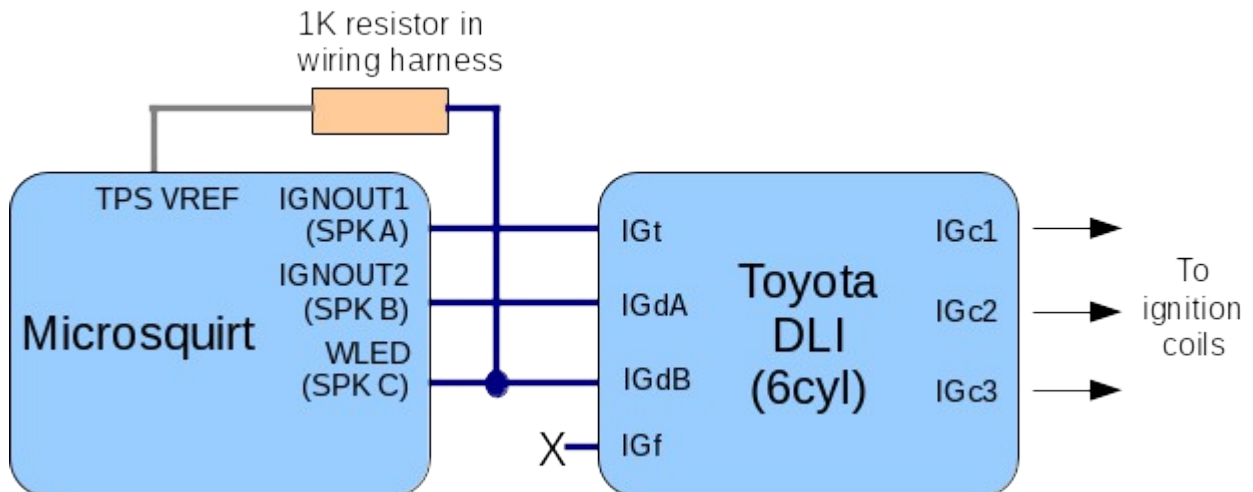 1K resistor in
wiring harness
TPS VREF
IGNOUT1
(SPK A)
IGNOUT2
(SPK B)
WLED
(SPK C)
Microsquirt
IGt
IGdA
IGdB
IGf
X
Toyota
DLI
(6cyl)
IGc1
IGc2
IGc3
To
ignition
coils